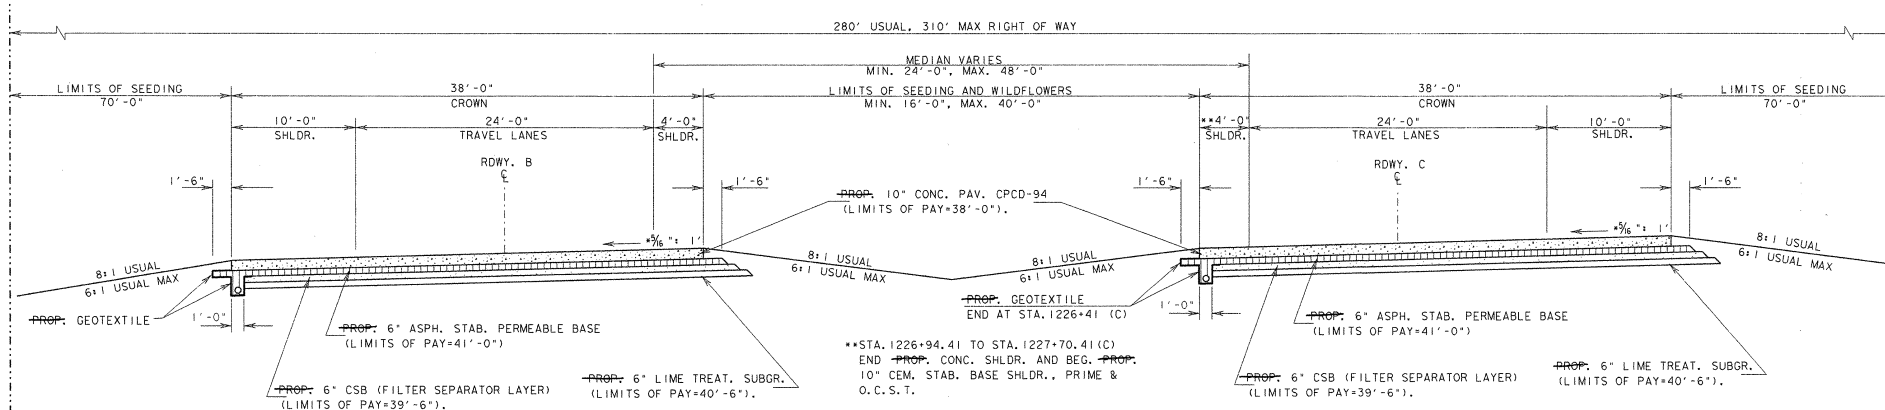 280' USUAL, 310' MAX RIGHT OF WAY
MEDIAN VARIES
MIN. 24'-0", MAX. 48'-0"
LIMITS OF SEEDING
70'-0"
38'-0"
CROWN
LIMITS OF SEEDING AND WILDFLOWERS
MIN. 16'-0", MAX. 40'-0"
38'-0"
CROWN
LIMITS OF SEEDING
70'-0"
10'-0"
SHLDR.
24'-0"
TRAVEL LANES
4'-0"
SHLDR.
**4'-0"
SHLDR.
24'-0"
TRAVEL LANES
10'-0"
SHLDR.
RDWY. B
℄
RDWY. C
℄
1'-6"
1'-6"
1'-6"
1'-6"
PROP. 10" CONC. PAV. CPCD-94
(LIMITS OF PAY=38'-0").
*5/16 ": 1'
*5/16 ": 1'
8:1 USUAL
6:1 USUAL MAX
8:1 USUAL
6:1 USUAL MAX
8:1 USUAL
6:1 USUAL MAX
8:1 USUAL
6:1 USUAL MAX
PROP. GEOTEXTILE
1'-0"
PROP. GEOTEXTILE
END AT STA.1226+41 (C)
1'-0"
PROP. 6" ASPH. STAB. PERMEABLE BASE
(LIMITS OF PAY=41'-0")
PROP. 6" ASPH. STAB. PERMEABLE BASE
(LIMITS OF PAY=41'-0")
**STA.1226+94.41 TO STA.1227+70.41(C)
END PROP. CONC. SHLDR. AND BEG. PROP.
10" CEM. STAB. BASE SHLDR., PRIME &
O.C.S.T.
PROP. 6" CSB (FILTER SEPARATOR LAYER)
(LIMITS OF PAY=39'-6").
PROP. 6" LIME TREAT. SUBGR.
(LIMITS OF PAY=40'-6").
PROP. 6" CSB (FILTER SEPARATOR LAYER)
(LIMITS OF PAY=39'-6").
PROP. 6" LIME TREAT. SUBGR.
(LIMITS OF PAY=40'-6").